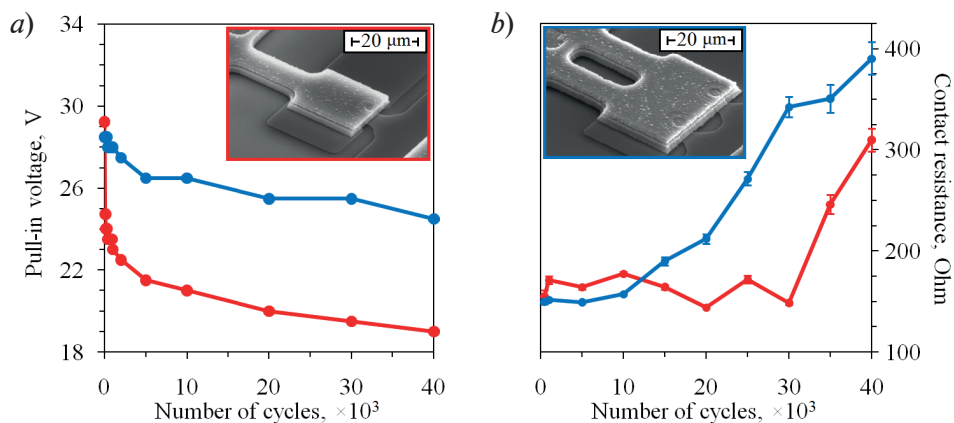 a)
34
30
26
22
18
Pull-in voltage, V
20 μm
0
10
20
30
40
Number of cycles, ×10³
b)
20 μm
400
300
200
100
Contact resistance, Ohm
0
10
20
30
40
Number of cycles, ×10³